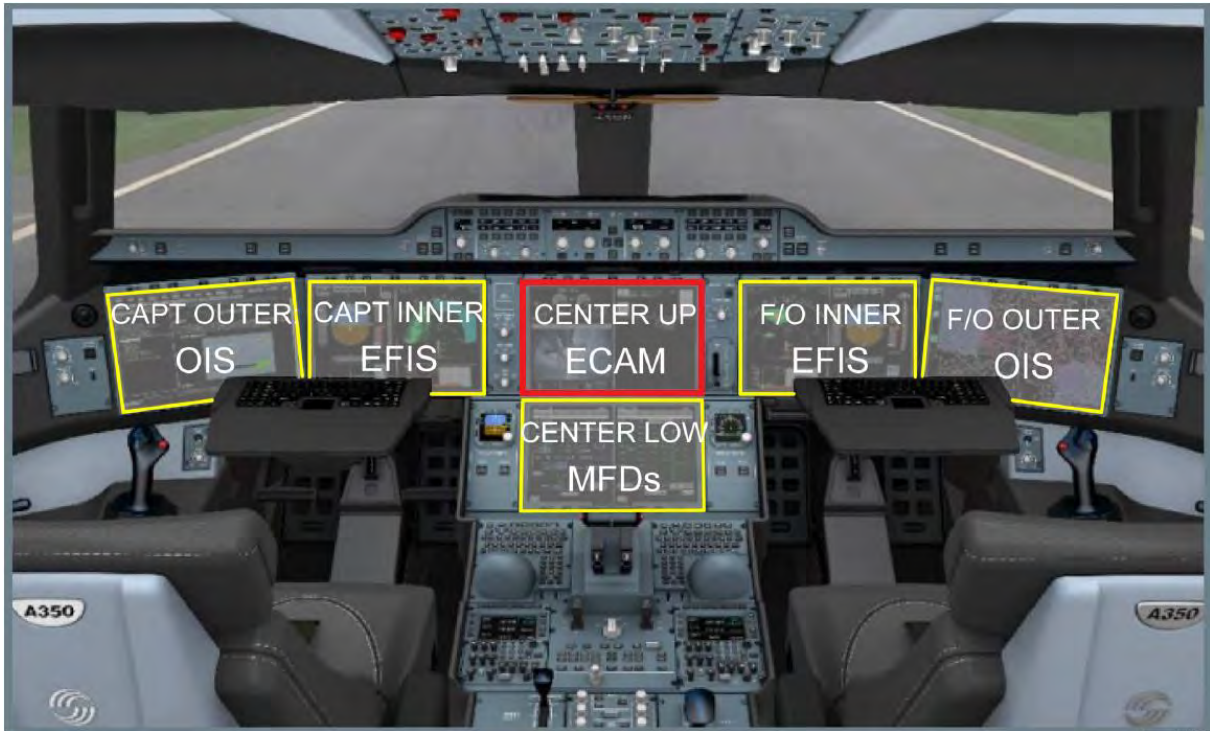 CAPT OUTER
OIS
CAPT INNER
EFIS
CENTER UP
ECAM
F/O INNER
EFIS
F/O OUTER
OIS
CENTER LOW
MFDs
A350
A350